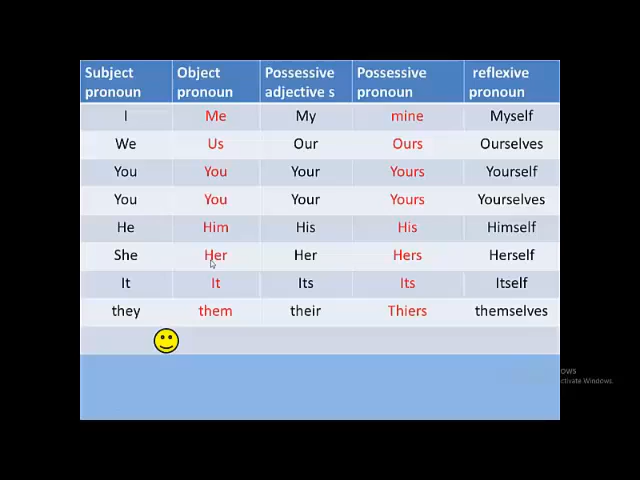 Subject pronoun Object pronoun Possessive adjective s Possessive pronoun reflexive pronoun
I Me My mine Myself
We Us Our Ours Ourselves
You You Your Yours Yourself
You You Your Yours Yourselves
He Him His His Himself
She Her Her Hers Herself
It It Its Its Itself
they them their Thiers themselves